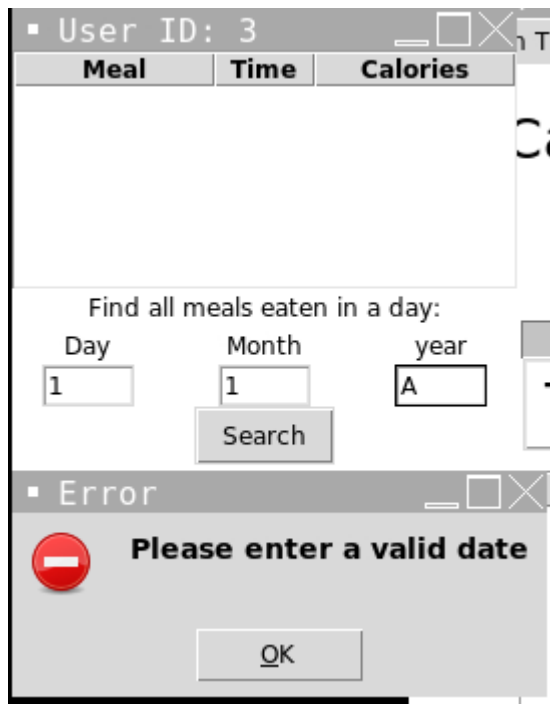 User ID: 3
n T
Meal Time Calories
Ca
Find all meals eaten in a day:
Day Month year
1 1 A
Search
Error
Please enter a valid date
OK